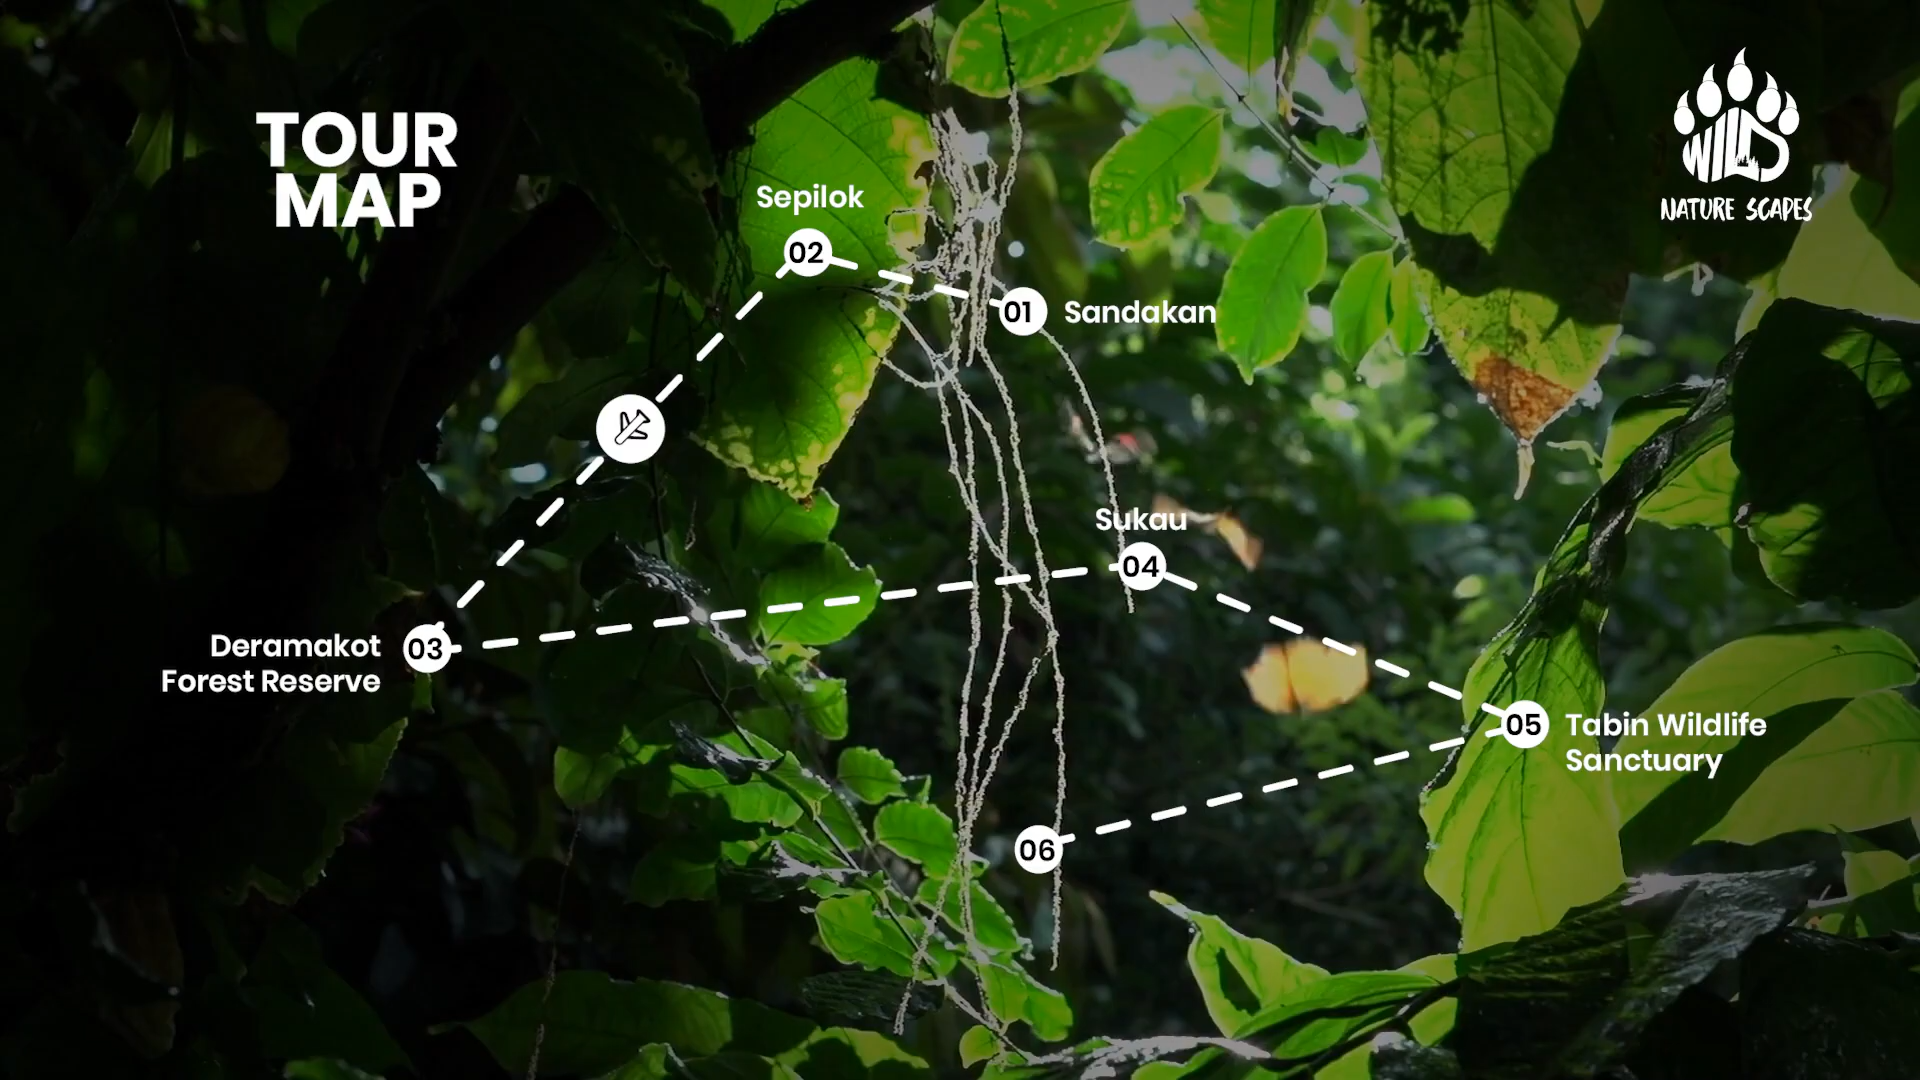 TOUR
MAP
WILD
NATURE SCAPES
Sepilok
02
01
Sandakan
Sukau
04
Deramakot
Forest Reserve
03
05
Tabin Wildlife
Sanctuary
06